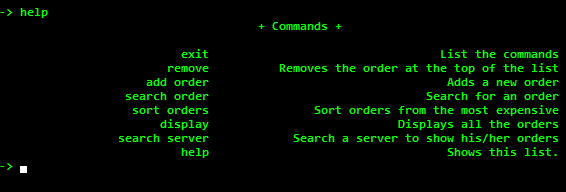 -> help
+ Commands +
exit List the commands
remove Removes the order at the top of the list
add order Adds a new order
search order Search for an order
sort orders Sort orders from the most expensive
display Displays all the orders
search server Search a server to show his/her orders
help Shows this list.
->